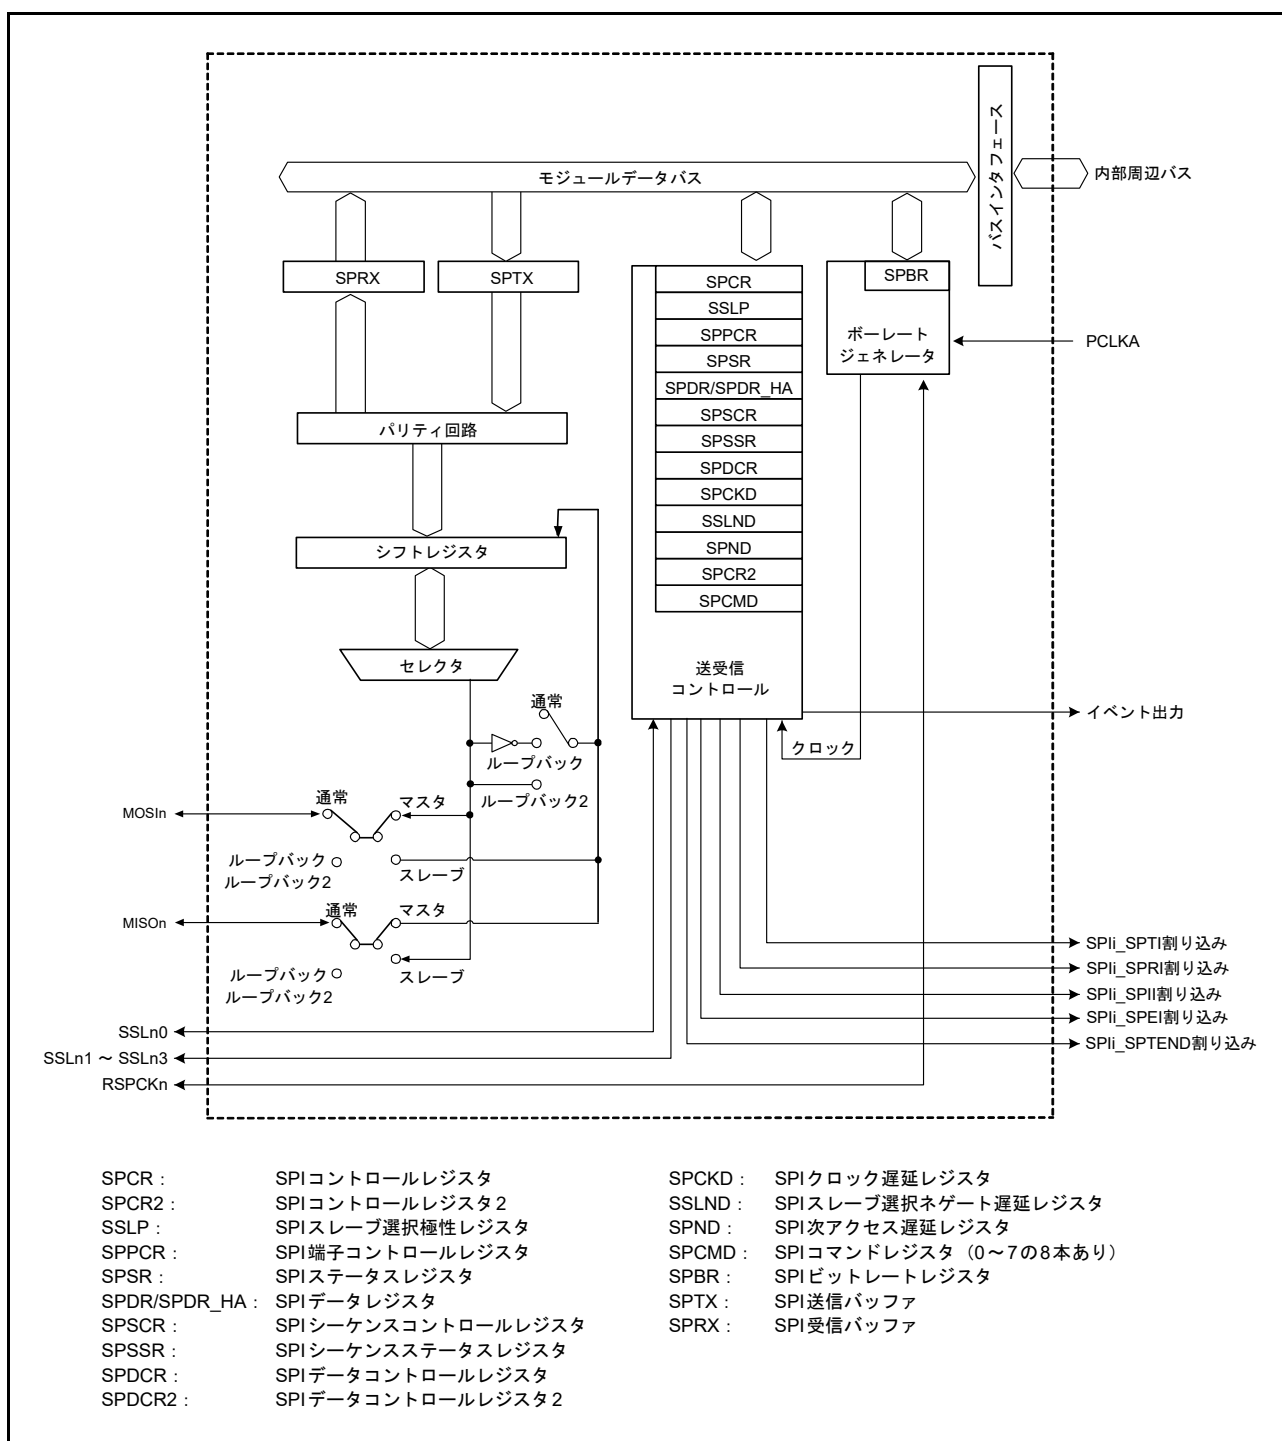 モジュールデータバス
バスインタフェース
内部周辺バス
SPRX
SPTX
SPCR
SSLP
SPPCR
SPSR
SPDR/SPDR_HA
SPSCR
SPSSR
SPDCR
SPCKD
SSLND
SPND
SPCR2
SPCMD
送受信
コントロール
SPBR
ボーレート
ジェネレータ
PCLKA
パリティ回路
シフトレジスタ
セレクタ
通常
ループバック
ループバック2
クロック
イベント出力
MOSIn
通常
マスタ
ループバック
ループバック2
スレーブ
MISOn
通常
マスタ
ループバック
ループバック2
スレーブ
SSLn0
SSLn1 ～ SSLn3
RSPCKn
SPIi_SPTI割り込み
SPIi_SPRI割り込み
SPIi_SPII割り込み
SPIi_SPEI割り込み
SPIi_SPTEND割り込み
SPCR : SPIコントロールレジスタ
SPCR2 : SPIコントロールレジスタ2
SSLP : SPIスレーブ選択極性レジスタ
SPPCR : SPI端子コントロールレジスタ
SPSR : SPIステータスレジスタ
SPDR/SPDR_HA : SPIデータレジスタ
SPSCR : SPIシーケンスコントロールレジスタ
SPSSR : SPIシーケンスステータスレジスタ
SPDCR : SPIデータコントロールレジスタ
SPDCR2 : SPIデータコントロールレジスタ2
SPCKD : SPIクロック遅延レジスタ
SSLND : SPIスレーブ選択ネゲート遅延レジスタ
SPND : SPI次アクセス遅延レジスタ
SPCMD : SPIコマンドレジスタ（0～7の8本あり）
SPBR : SPIビットレートレジスタ
SPTX : SPI送信バッファ
SPRX : SPI受信バッファ